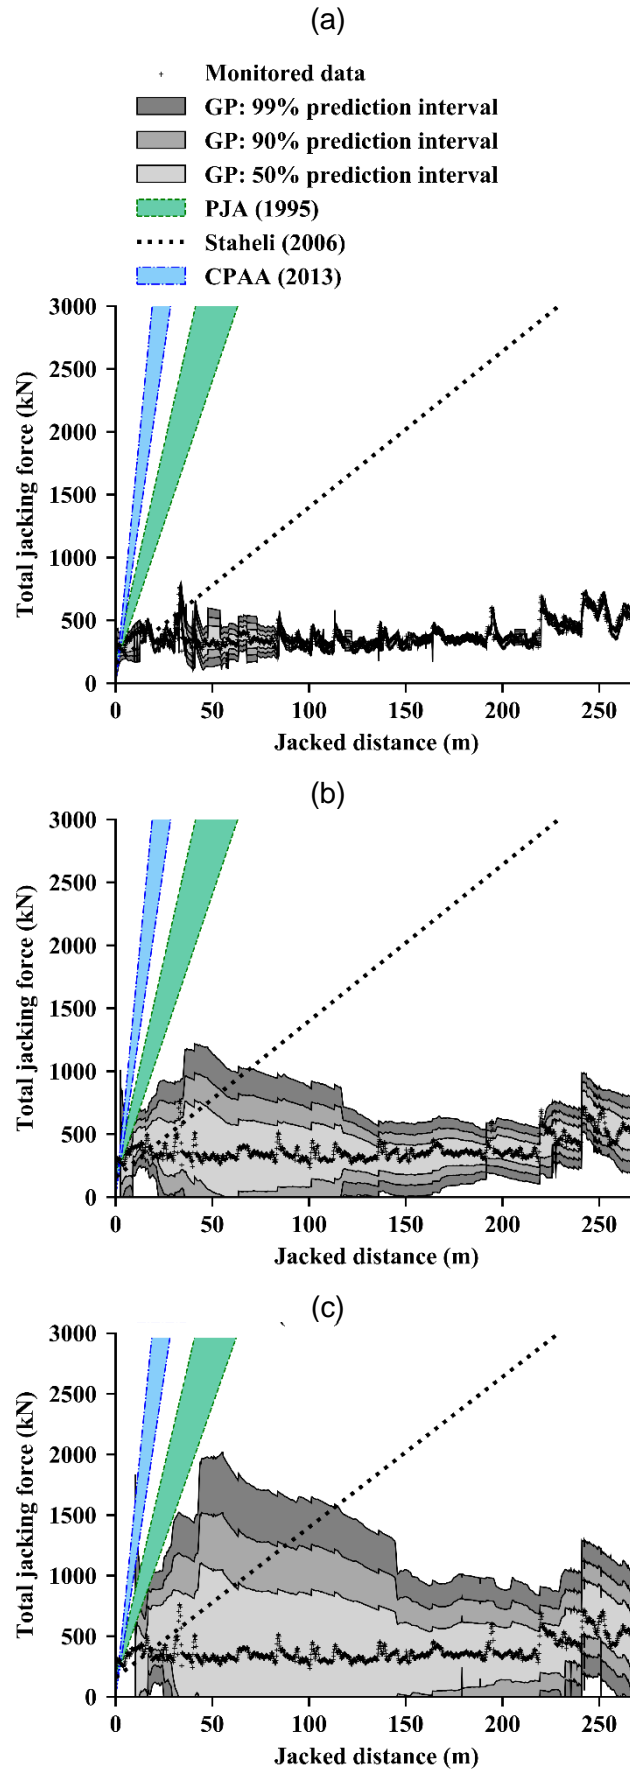 (a)
Monitored data
GP: 99% prediction interval
GP: 90% prediction interval
GP: 50% prediction interval
PJA (1995)
Staheli (2006)
CPAA (2013)
3000
2500
2000
1500
1000
500
0
Total jacking force (kN)
0 50 100 150 200 250
Jacked distance (m)
(b)
3000
2500
2000
1500
1000
500
0
Total jacking force (kN)
0 50 100 150 200 250
Jacked distance (m)
(c)
3000
2500
2000
1500
1000
500
0
Total jacking force (kN)
0 50 100 150 200 250
Jacked distance (m)